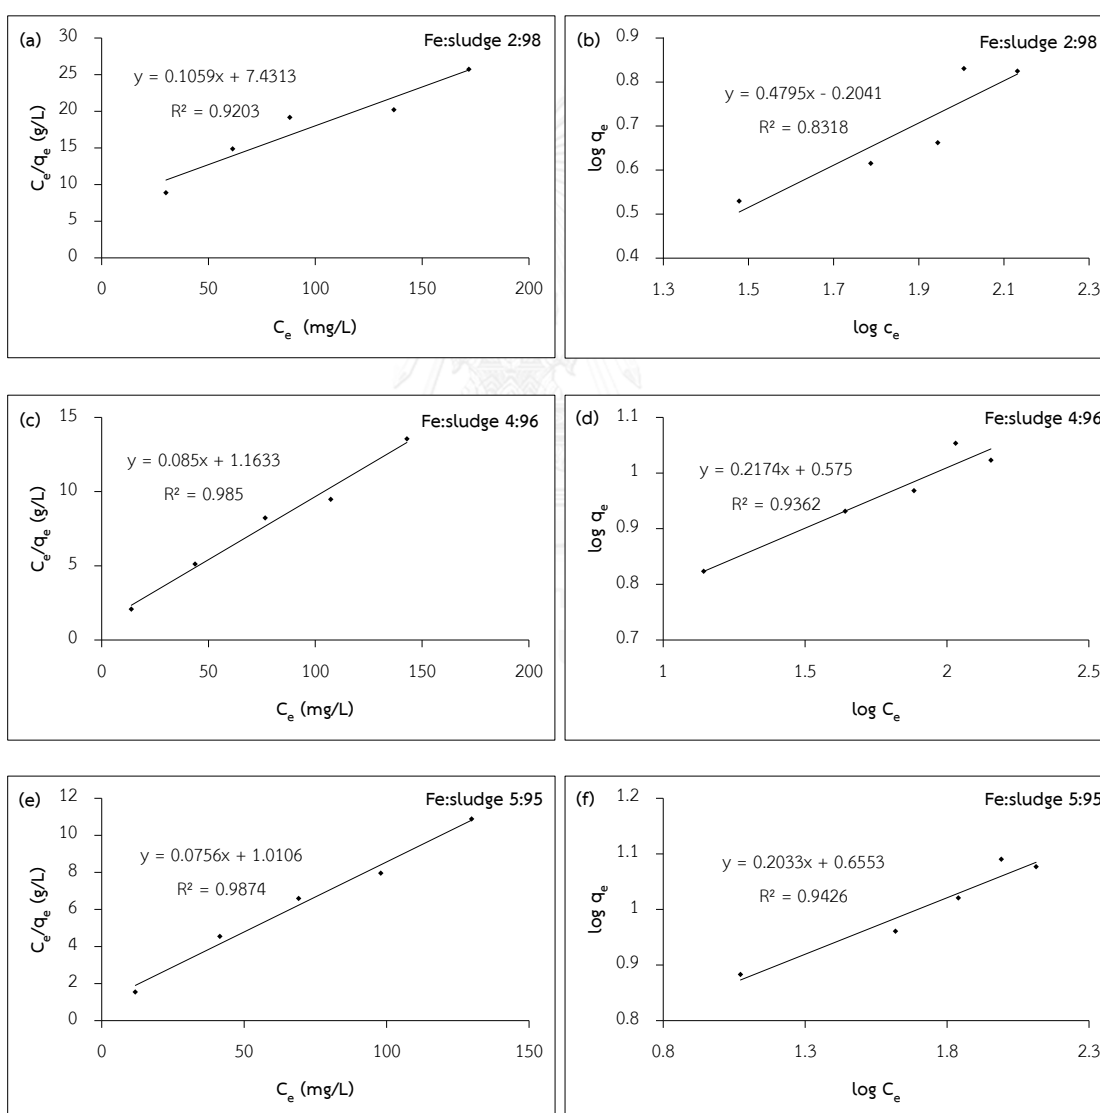 (a)
Fe:sludge 2:98
y = 0.1059x + 7.4313
R² = 0.9203
30
25
20
15
10
5
0
Cₑ/qₑ (g/L)
0 50 100 150 200
Cₑ (mg/L)
(b)
Fe:sludge 2:98
y = 0.4795x - 0.2041
R² = 0.8318
0.9
0.8
0.7
0.6
0.5
0.4
log qₑ
1.3 1.5 1.7 1.9 2.1 2.3
log cₑ
(c)
Fe:sludge 4:96
y = 0.085x + 1.1633
R² = 0.985
15
10
5
0
Cₑ/qₑ (g/L)
0 50 100 150 200
Cₑ (mg/L)
(d)
Fe:sludge 4:96
y = 0.2174x + 0.575
R² = 0.9362
1.1
1
0.9
0.8
0.7
log qₑ
1 1.5 2 2.5
log Cₑ
(e)
Fe:sludge 5:95
y = 0.0756x + 1.0106
R² = 0.9874
12
10
8
6
4
2
0
Cₑ/qₑ (g/L)
0 50 100 150
Cₑ (mg/L)
(f)
Fe:sludge 5:95
y = 0.2033x + 0.6553
R² = 0.9426
1.2
1.1
1
0.9
0.8
log qₑ
0.8 1.3 1.8 2.3
log Cₑ